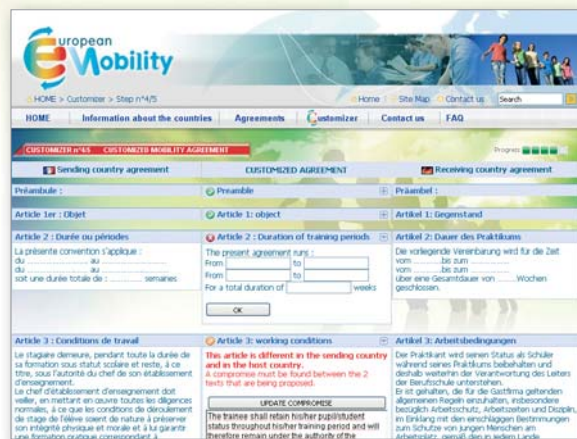 european
Mobility
HOME > Customizer > Step n°4/5
Home Site Map Contact us Search
HOME Information about the countries Agreements Customizer Contact us FAQ
CUSTOMIZER n°45 CUSTOMIZED MOBILITY AGREEMENT
Progress
Sending country agreement CUSTOMIZED AGREEMENT Receiving country agreement
Préambule : Preamble Präambel :
Article 1er : Objet Article 1: object Artikel 1: Gegenstand
Article 2 : Durée ou périodes Article 2 : Duration of training periods Artikel 2: Dauer des Praktikums
La présente convention s'applique :
du .................... au ....................
du .................... au ....................
soit une durée totale de : .......... semaines
The present agreement runs :
From to
From to
For a total duration of weeks
OK
Die vorliegende Vereinbarung wird für die Zeit
vom ..........bis zum ..........
vom ..........bis zum ..........
über eine Gesamtdauer von .......Wochen
geschlossen.
Article 3 : Conditions de travail Article 3: working conditions Artikel 3: Arbeitsbedingungen
Le stagiaire demeure, pendant toute la durée de
sa formation sous statut scolaire et reste, à ce
titre, sous l'autorité du chef de son établissement
d'enseignement.
Le chef d'établissement d'enseignement doit
veiller, en mettant en œuvre toutes les diligences
normales, à ce que les conditions de déroulement
de stage de l'élève soient de nature à préserver
son intégrité physique et morale et à lui garantir
une formation pratique correspondant à
This article is different in the sending country
and in the host country.
A compromise must be found between the 2
texts that are being proposed.
UPDATE COMPROMISE
The trainee shall retain his/her pupil/student
status throughout his/her training period and will
therefore remain under the authority of the
Der Praktikant wird seinen Status als Schüler
während seines Praktikums beibehalten und
deshalb weiterhin der Verantwortung des Leiters
der Berufsschule unterstehen.
Er ist gehalten, die für die Gastfirma geltenden
allgemeinen Regeln einzuhalten, insbesondere
bezüglich Arbeitsschutz, Arbeitszeiten und Disziplin,
im Einklang mit den einschlägigen Bestimmungen
zum Schutze von jungen Menschen am
Arbeitsplatz, gemäß den in jedem Lande